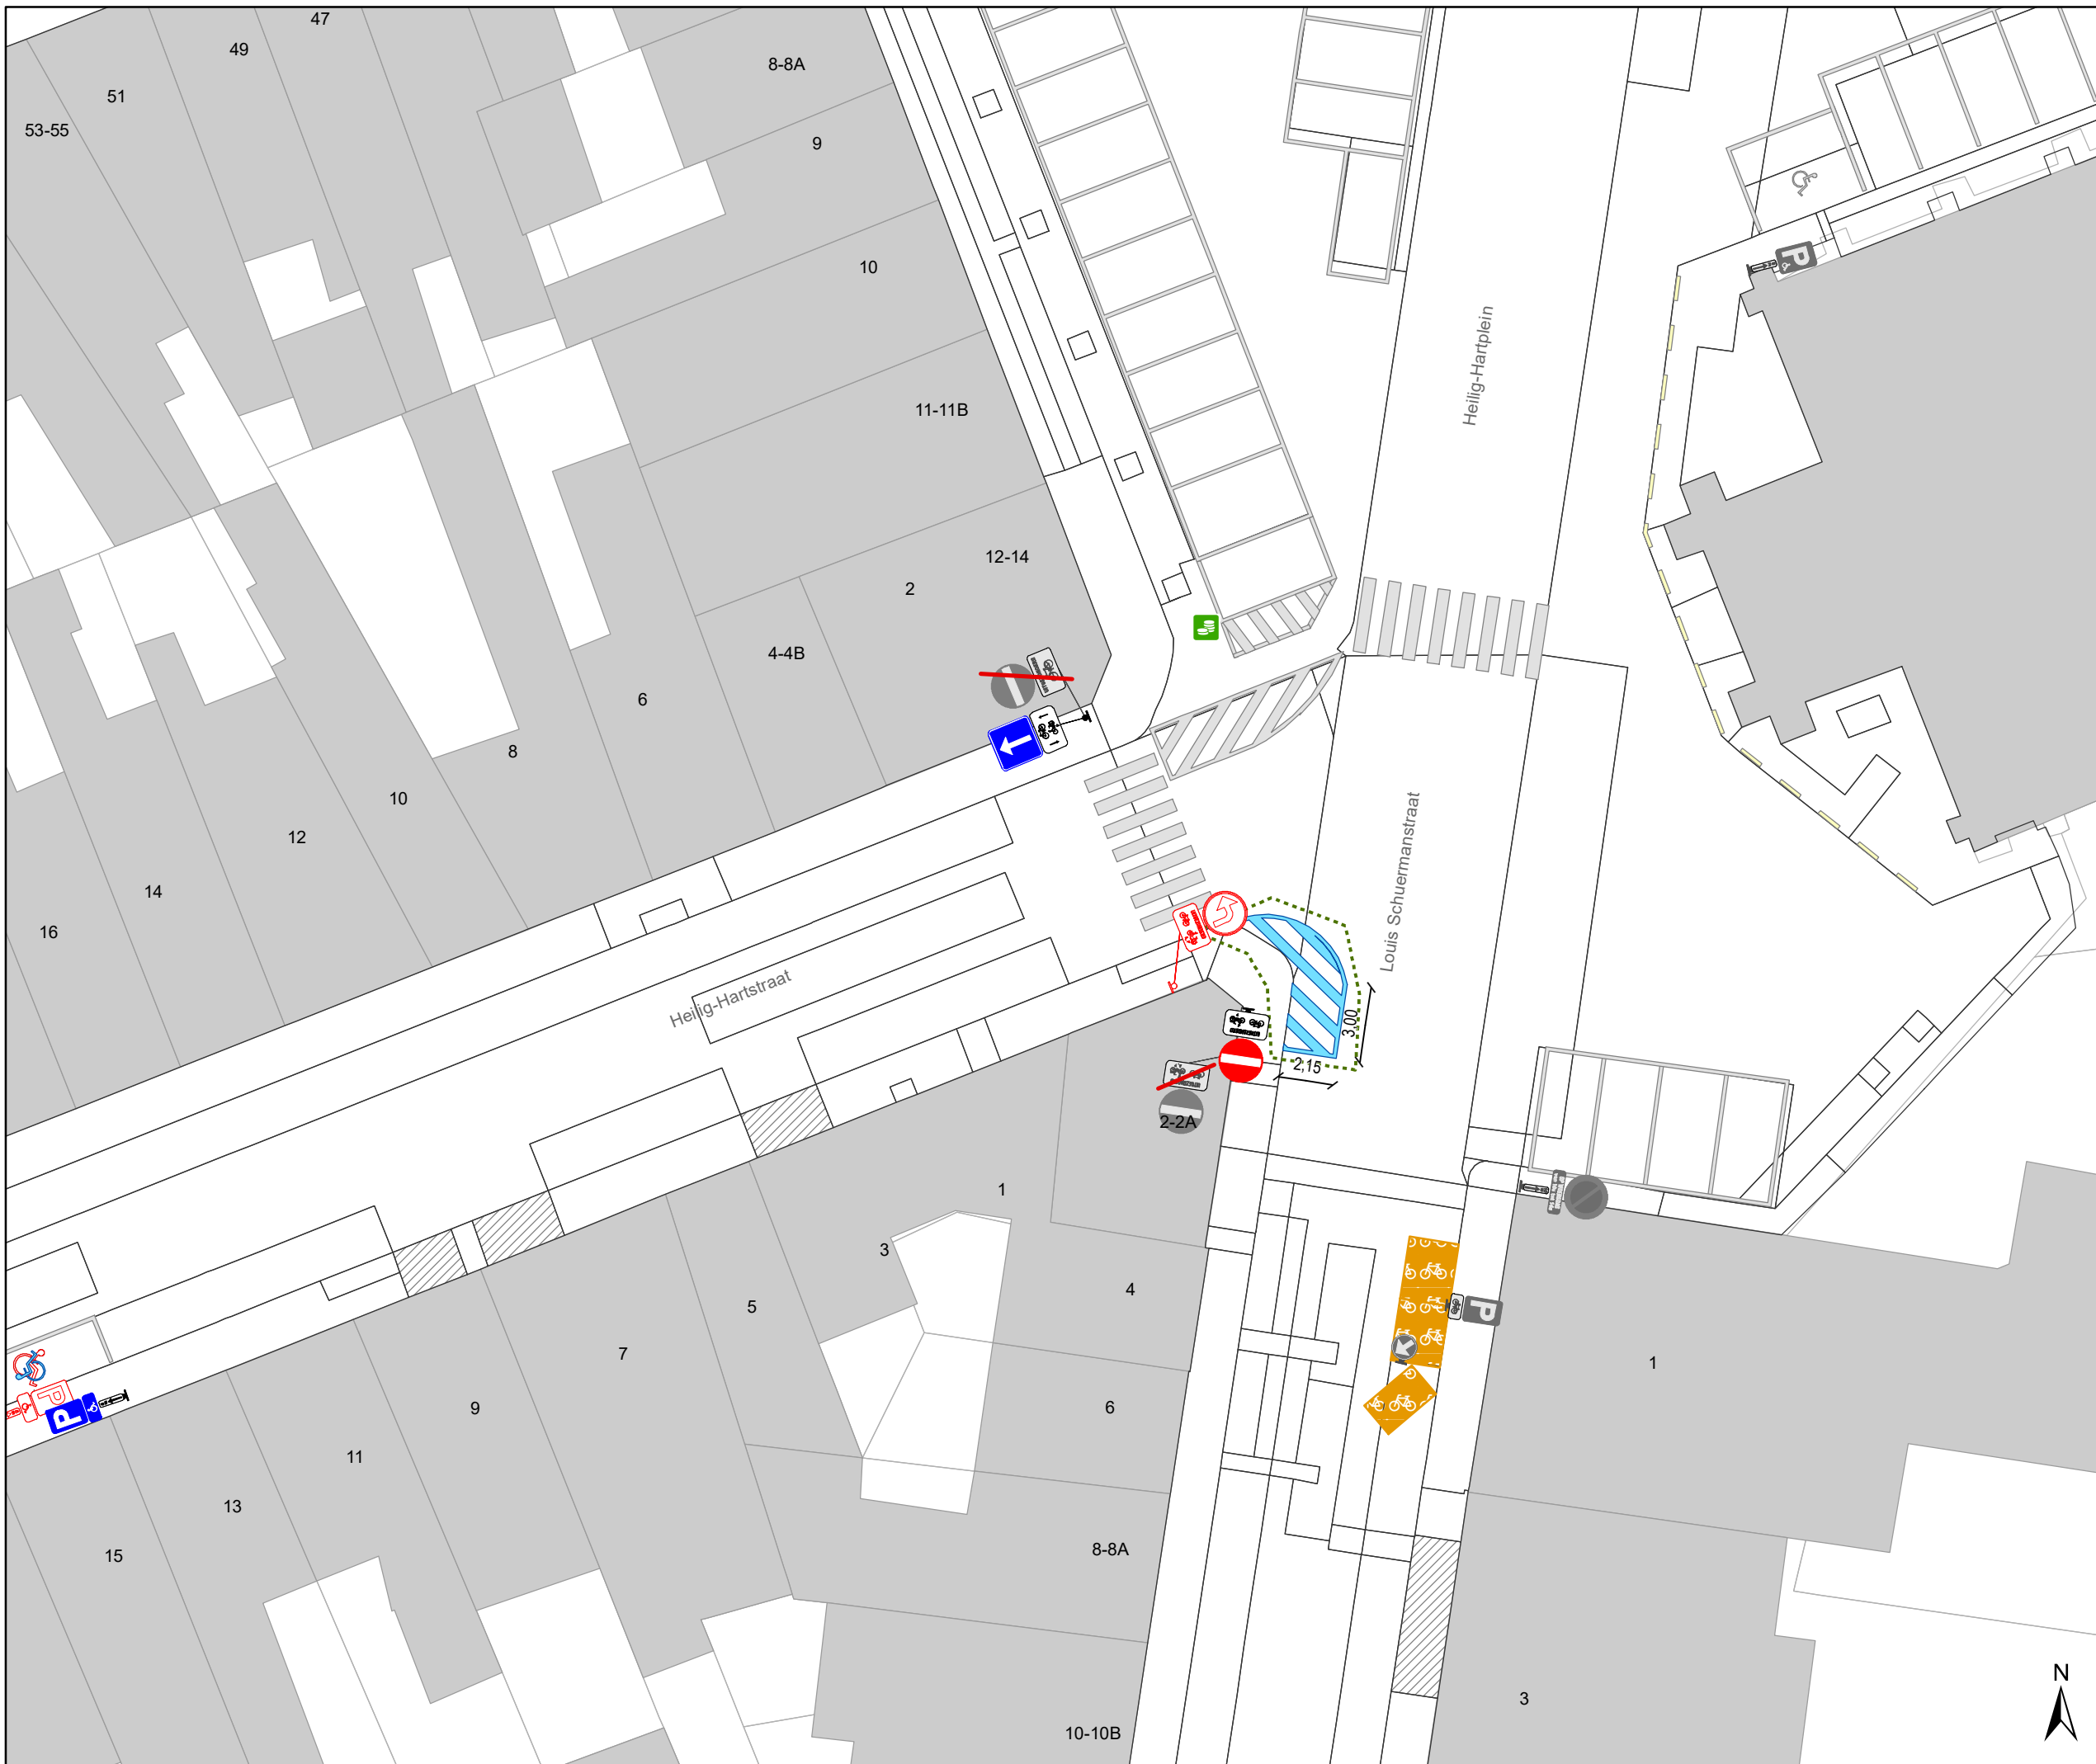 47
49
8-8A
51
53-55
9
10
11-11B
Heilig-Hartplein
12-14
2
4-4B
6
8
10
12
14
16
Heilig-Hartstraat
Louis Schuermanstraat
3,00
2,15
2-2A
1
3
4
5
6
7
9
11
13
15
8-8A
10-10B
1
3
P
P
P
P
N